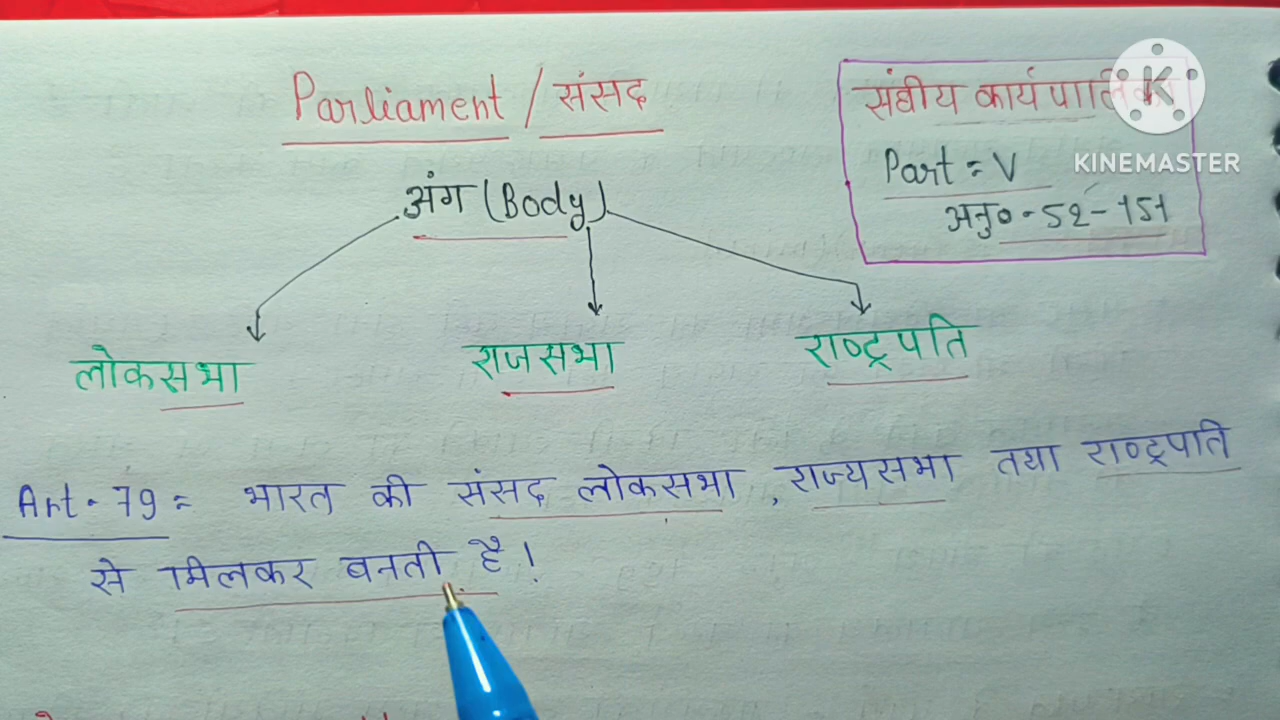 Parliament / संसद
संघीय कार्यपालिका
KINEMASTER
Part = V
अनु० - 52 - 151
अंग (Body)
लोकसभा राजसभा राष्ट्रपति
Art - 79 = भारत की संसद लोकसभा , राज्यसभा तथा राष्ट्रपति
से मिलकर बनती है !